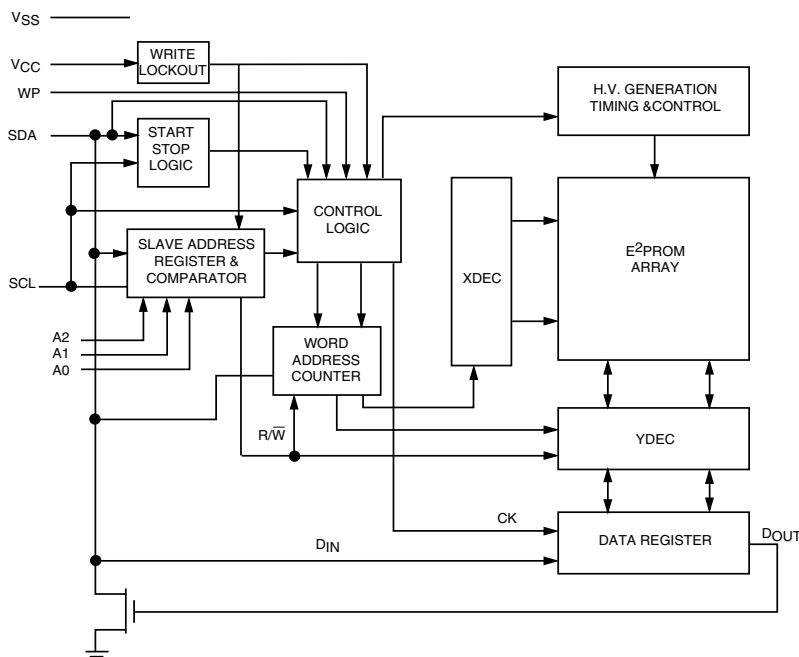 VSS
VCC
WP
SDA
SCL
A2
A1
A0
WRITE
LOCKOUT
START
STOP
LOGIC
SLAVE ADDRESS
REGISTER &
COMPARATOR
CONTROL
LOGIC
WORD
ADDRESS
COUNTER
R/W̅
H.V. GENERATION
TIMING &CONTROL
XDEC
E²PROM
ARRAY
YDEC
CK
DATA REGISTER
DIN
DOUT